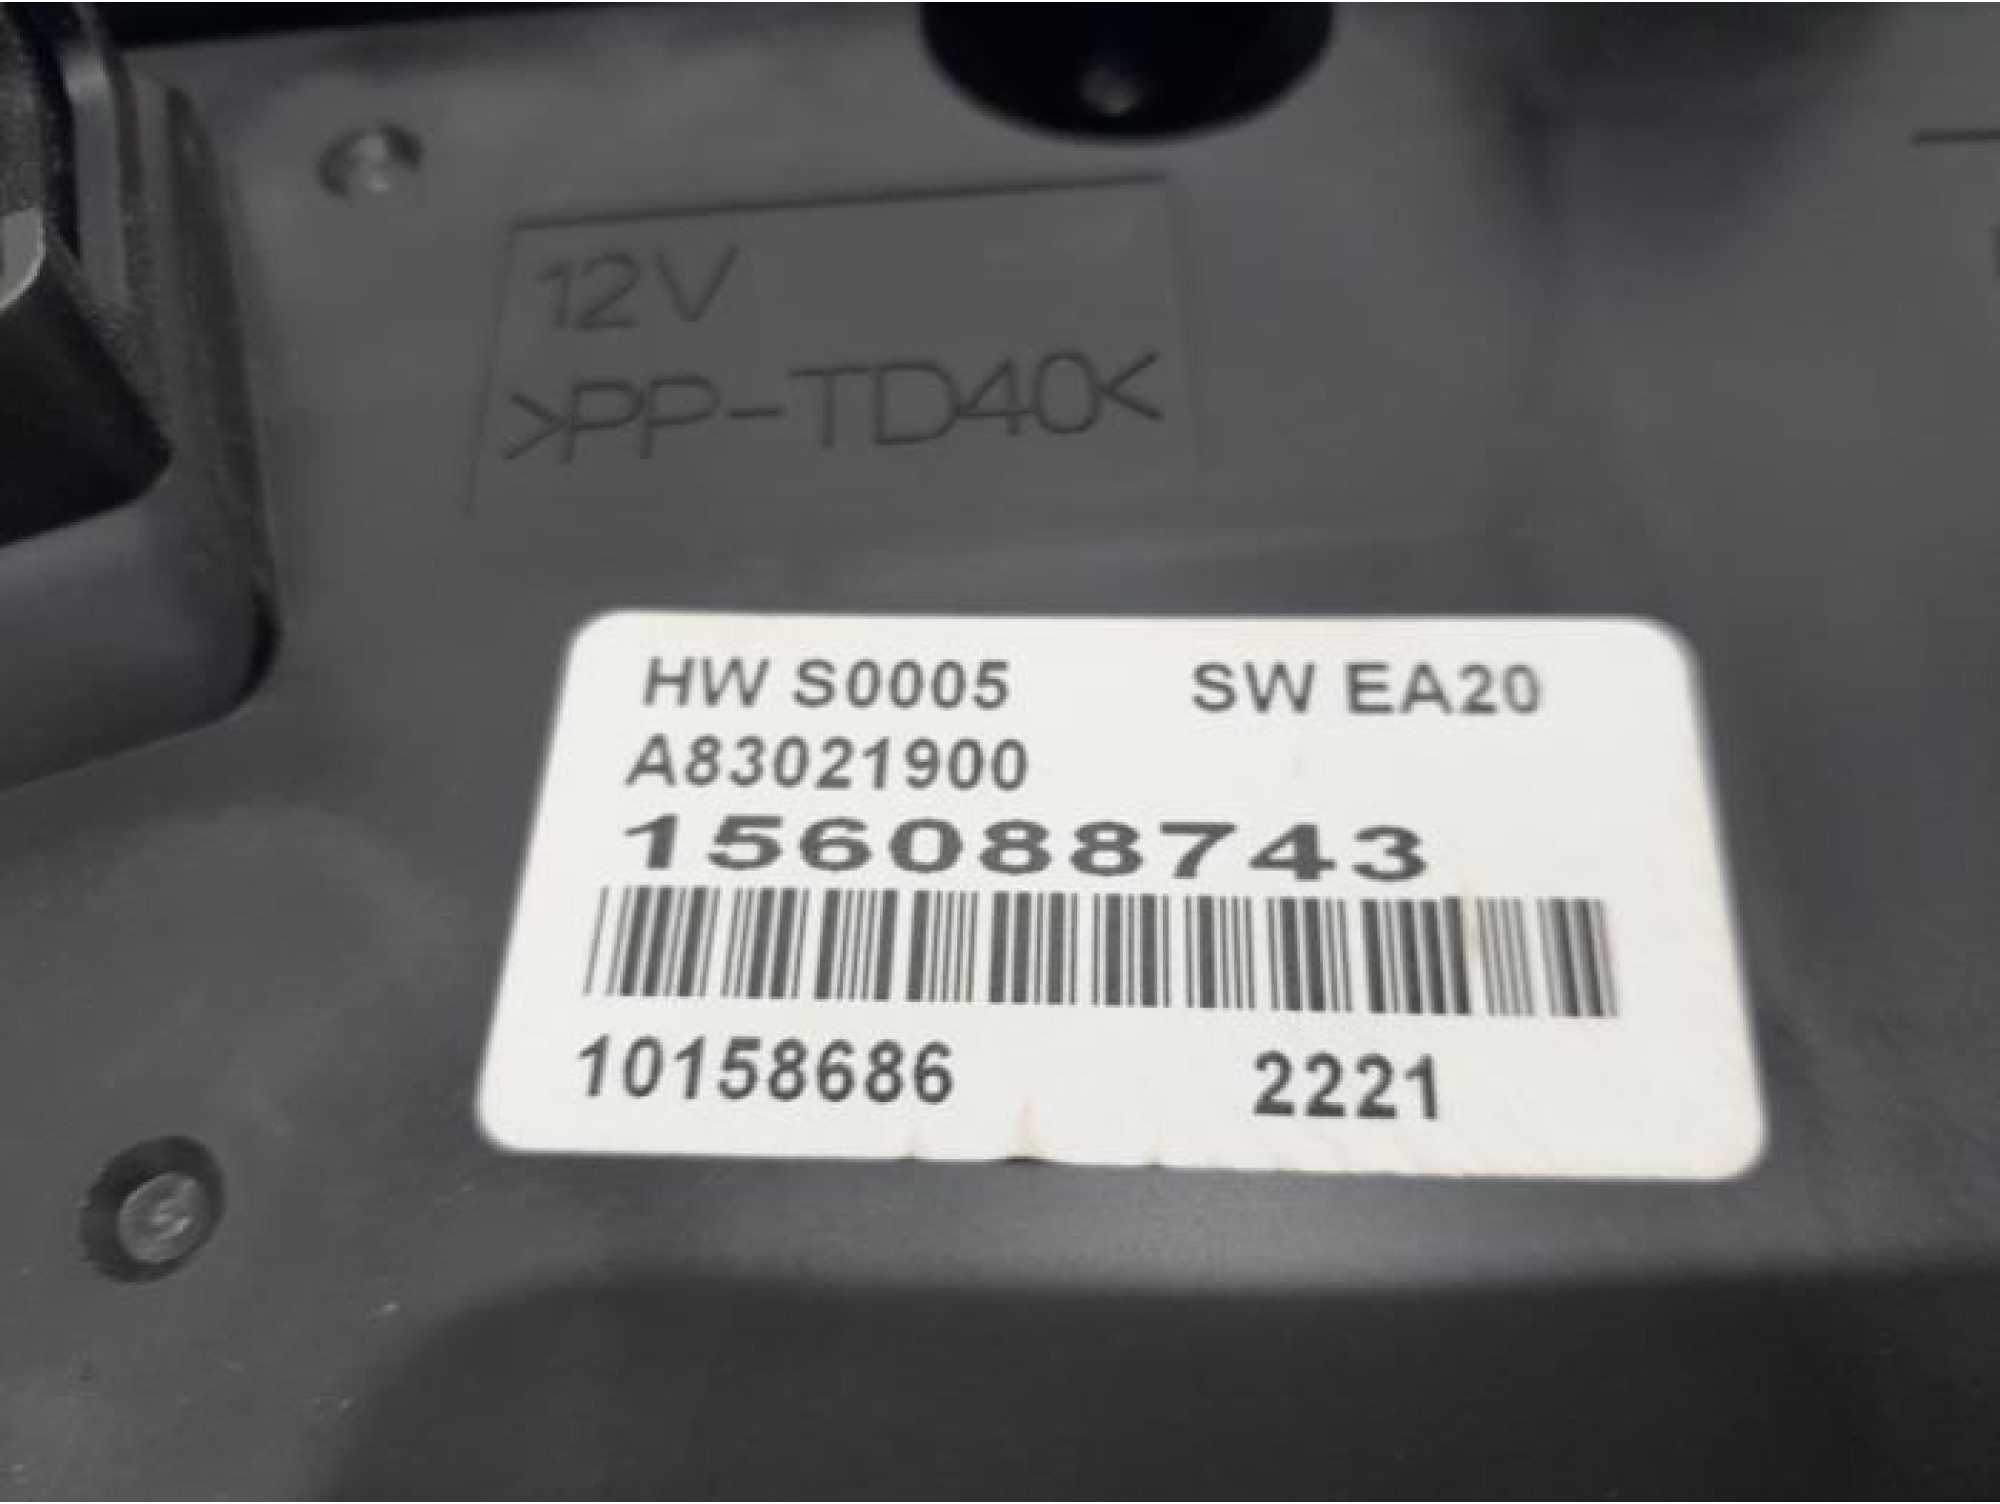 12V
>PP-TD40<
HW S0005 SW EA20
A83021900
156088743
10158686 2221